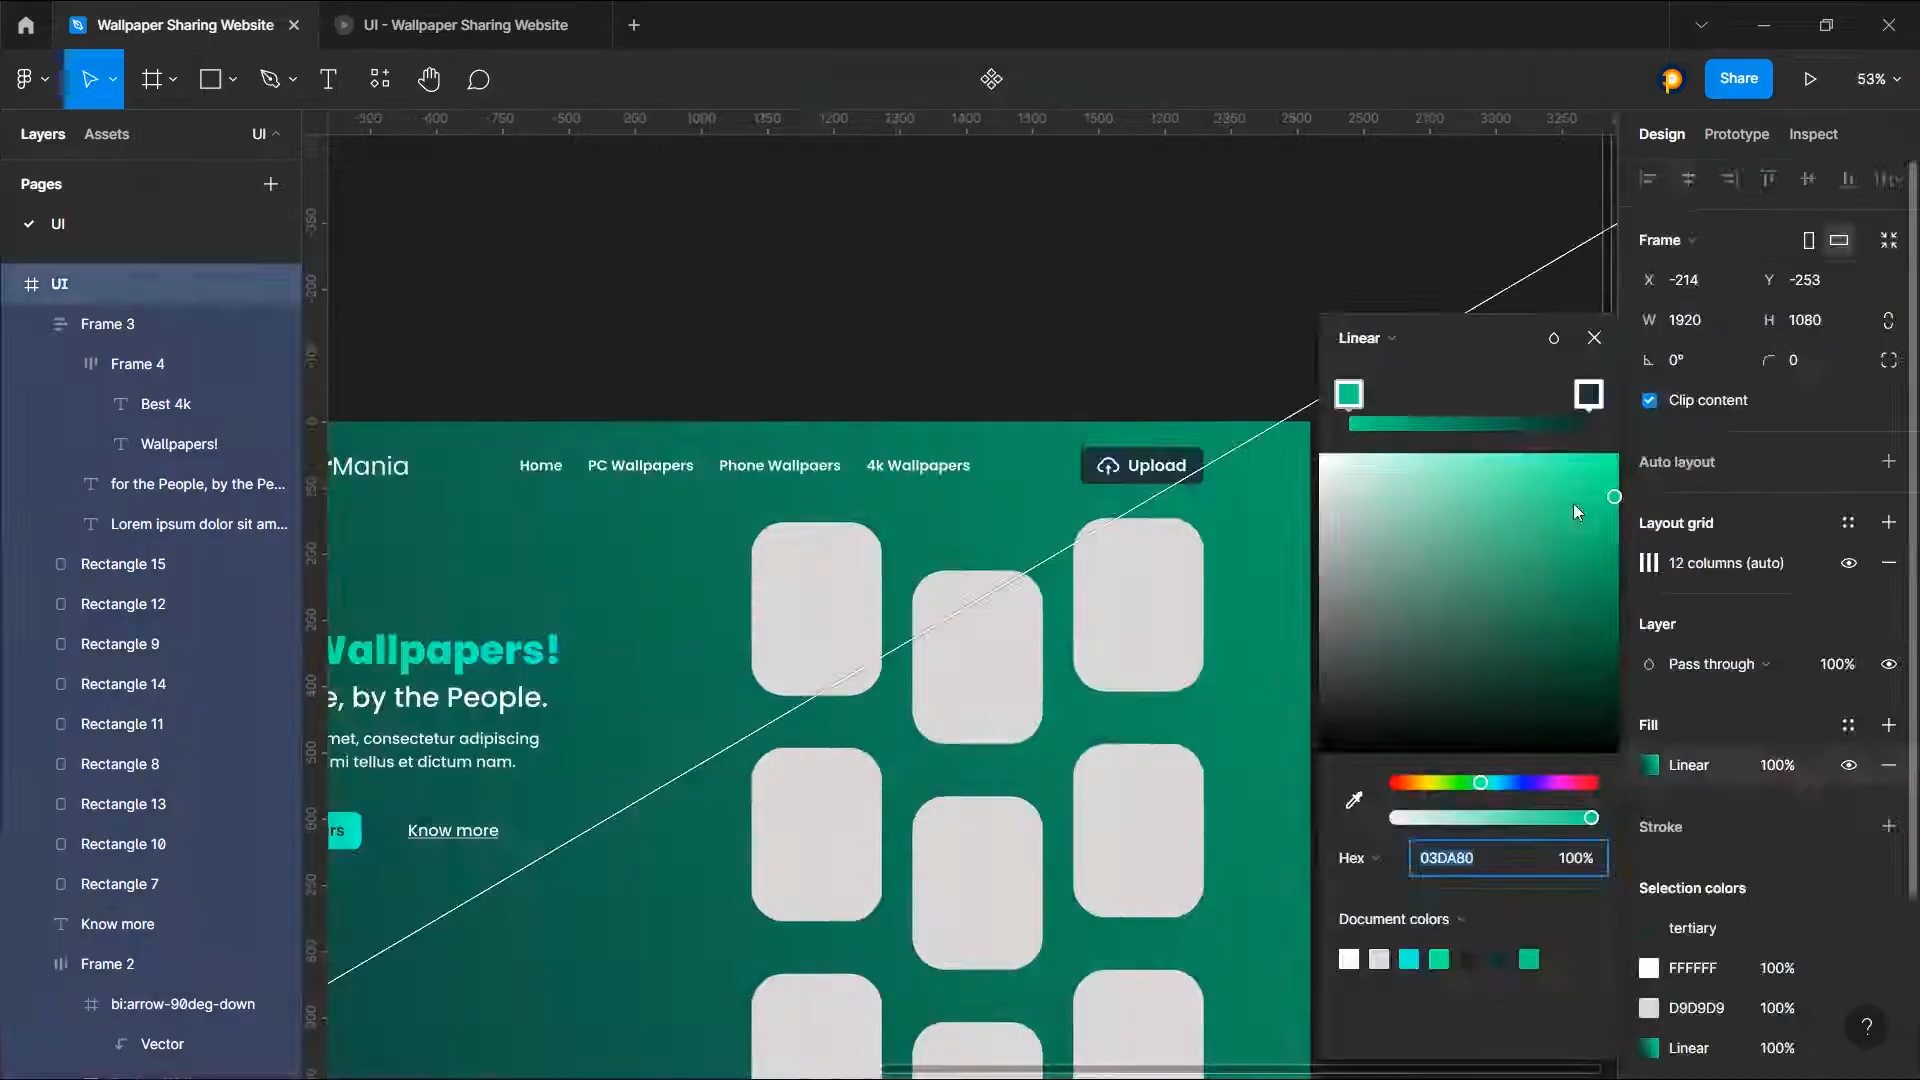 Wallpaper Sharing Website
UI - Wallpaper Sharing Website
Share
53%
Layers
Assets
UI
Pages
UI
UI
Frame 3
Frame 4
Best 4k
Wallpapers!
for the People, by the Pe...
Lorem ipsum dolor sit am...
Rectangle 15
Rectangle 12
Rectangle 9
Rectangle 14
Rectangle 11
Rectangle 8
Rectangle 13
Rectangle 10
Rectangle 7
Know more
Frame 2
bi:arrow-90deg-down
Vector
rMania
Home
PC Wallpapers
Phone Wallpaers
4k Wallpapers
Upload
Wallpapers!
e, by the People.
met, consectetur adipiscing
mi tellus et dictum nam.
rs
Know more
Linear
Hex
03DA80
100%
Document colors
Design
Prototype
Inspect
Frame
X -214
Y -253
W 1920
H 1080
0°
0
Clip content
Auto layout
Layout grid
12 columns (auto)
Layer
Pass through
100%
Fill
Linear
100%
Stroke
Selection colors
tertiary
FFFFFF
100%
D9D9D9
100%
Linear
100%
?